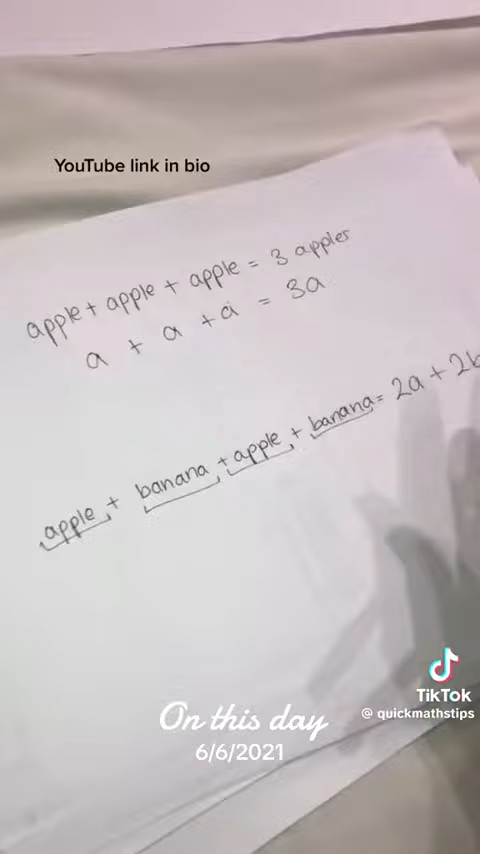 YouTube link in bio
apple + apple + apple = 3 apples
a + a + a = 3a
apple + banana + apple + banana = 2a + 2b
On this day
6/6/2021
TikTok
@ quickmathstips